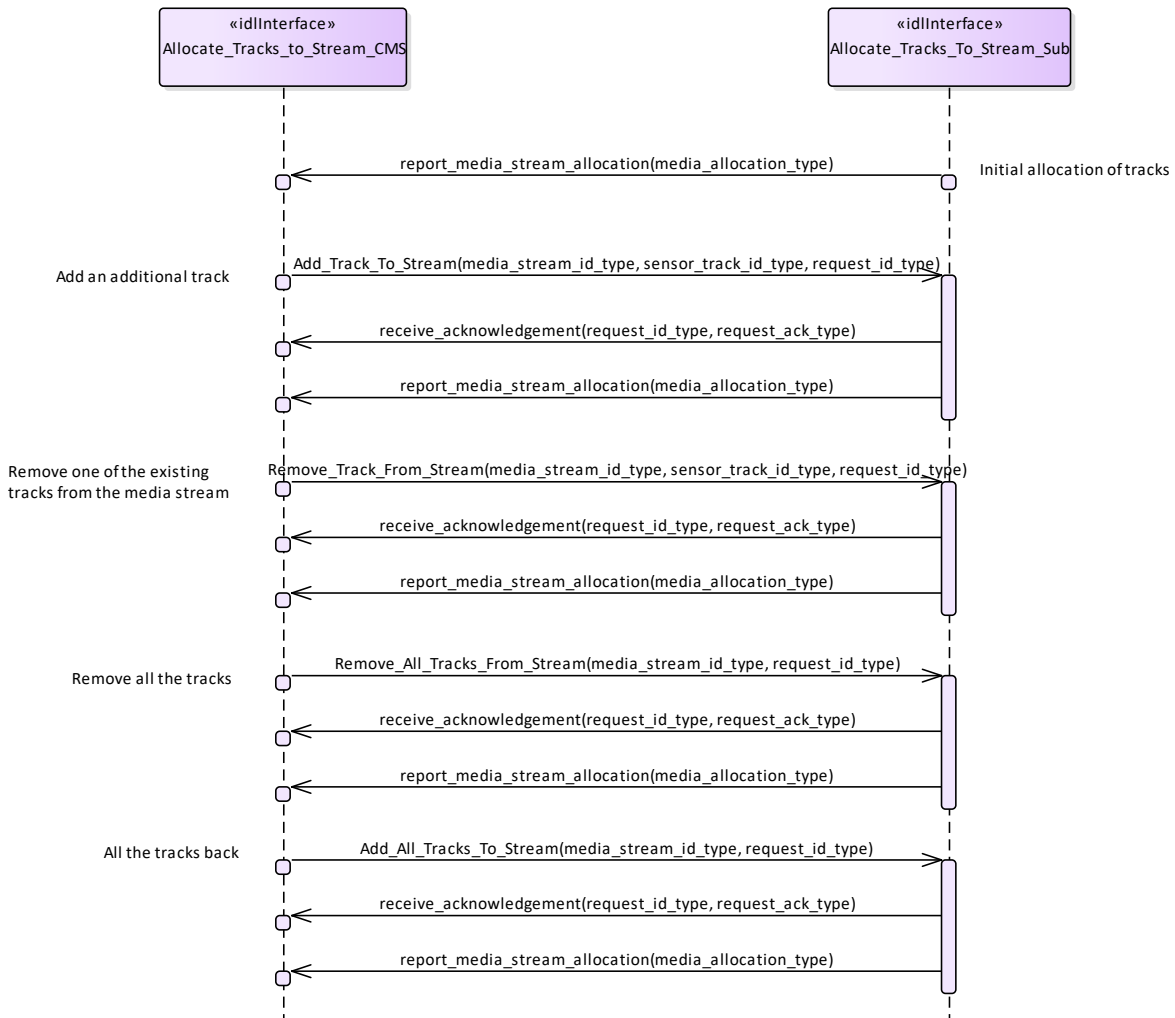 «idlInterface»
Allocate_Tracks_to_Stream_CMS
«idlInterface»
Allocate_Tracks_To_Stream_Sub
report_media_stream_allocation(media_allocation_type)
Initial allocation of tracks
Add an additional track
Add_Track_To_Stream(media_stream_id_type, sensor_track_id_type, request_id_type)
receive_acknowledgement(request_id_type, request_ack_type)
report_media_stream_allocation(media_allocation_type)
Remove one of the existing
tracks from the media stream
Remove_Track_From_Stream(media_stream_id_type, sensor_track_id_type, request_id_type)
receive_acknowledgement(request_id_type, request_ack_type)
report_media_stream_allocation(media_allocation_type)
Remove all the tracks
Remove_All_Tracks_From_Stream(media_stream_id_type, request_id_type)
receive_acknowledgement(request_id_type, request_ack_type)
report_media_stream_allocation(media_allocation_type)
All the tracks back
Add_All_Tracks_To_Stream(media_stream_id_type, request_id_type)
receive_acknowledgement(request_id_type, request_ack_type)
report_media_stream_allocation(media_allocation_type)